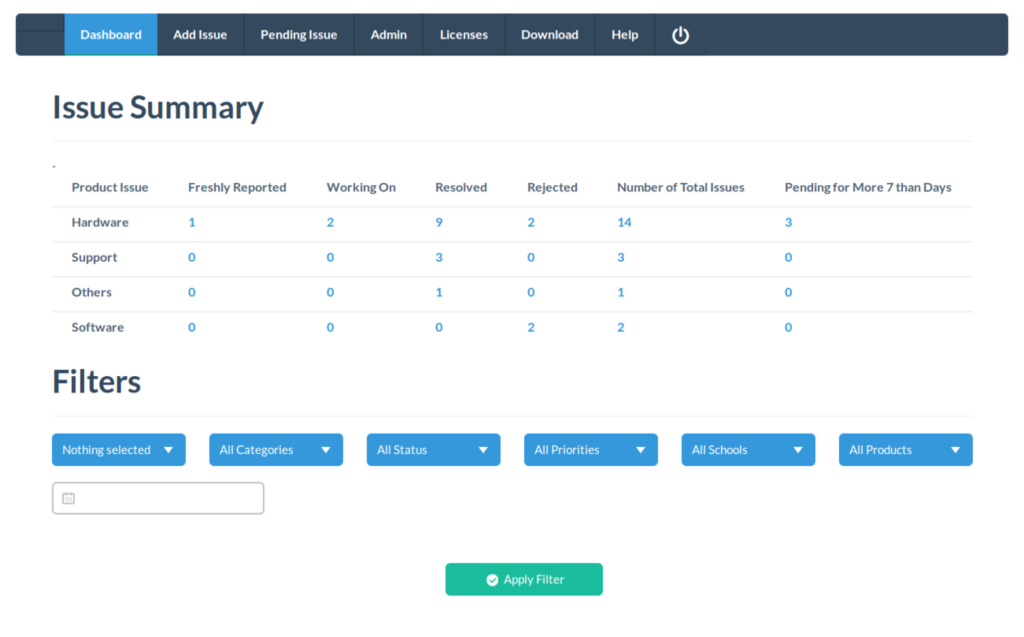 Dashboard Add Issue Pending Issue Admin Licenses Download Help
Issue Summary
-
Product Issue Freshly Reported Working On Resolved Rejected Number of Total Issues Pending for More 7 than Days
Hardware 1 2 9 2 14 3
Support 0 0 3 0 3 0
Others 0 0 1 0 1 0
Software 0 0 0 2 2 0
Filters
Nothing selected All Categories All Status All Priorities All Schools All Products
Apply Filter